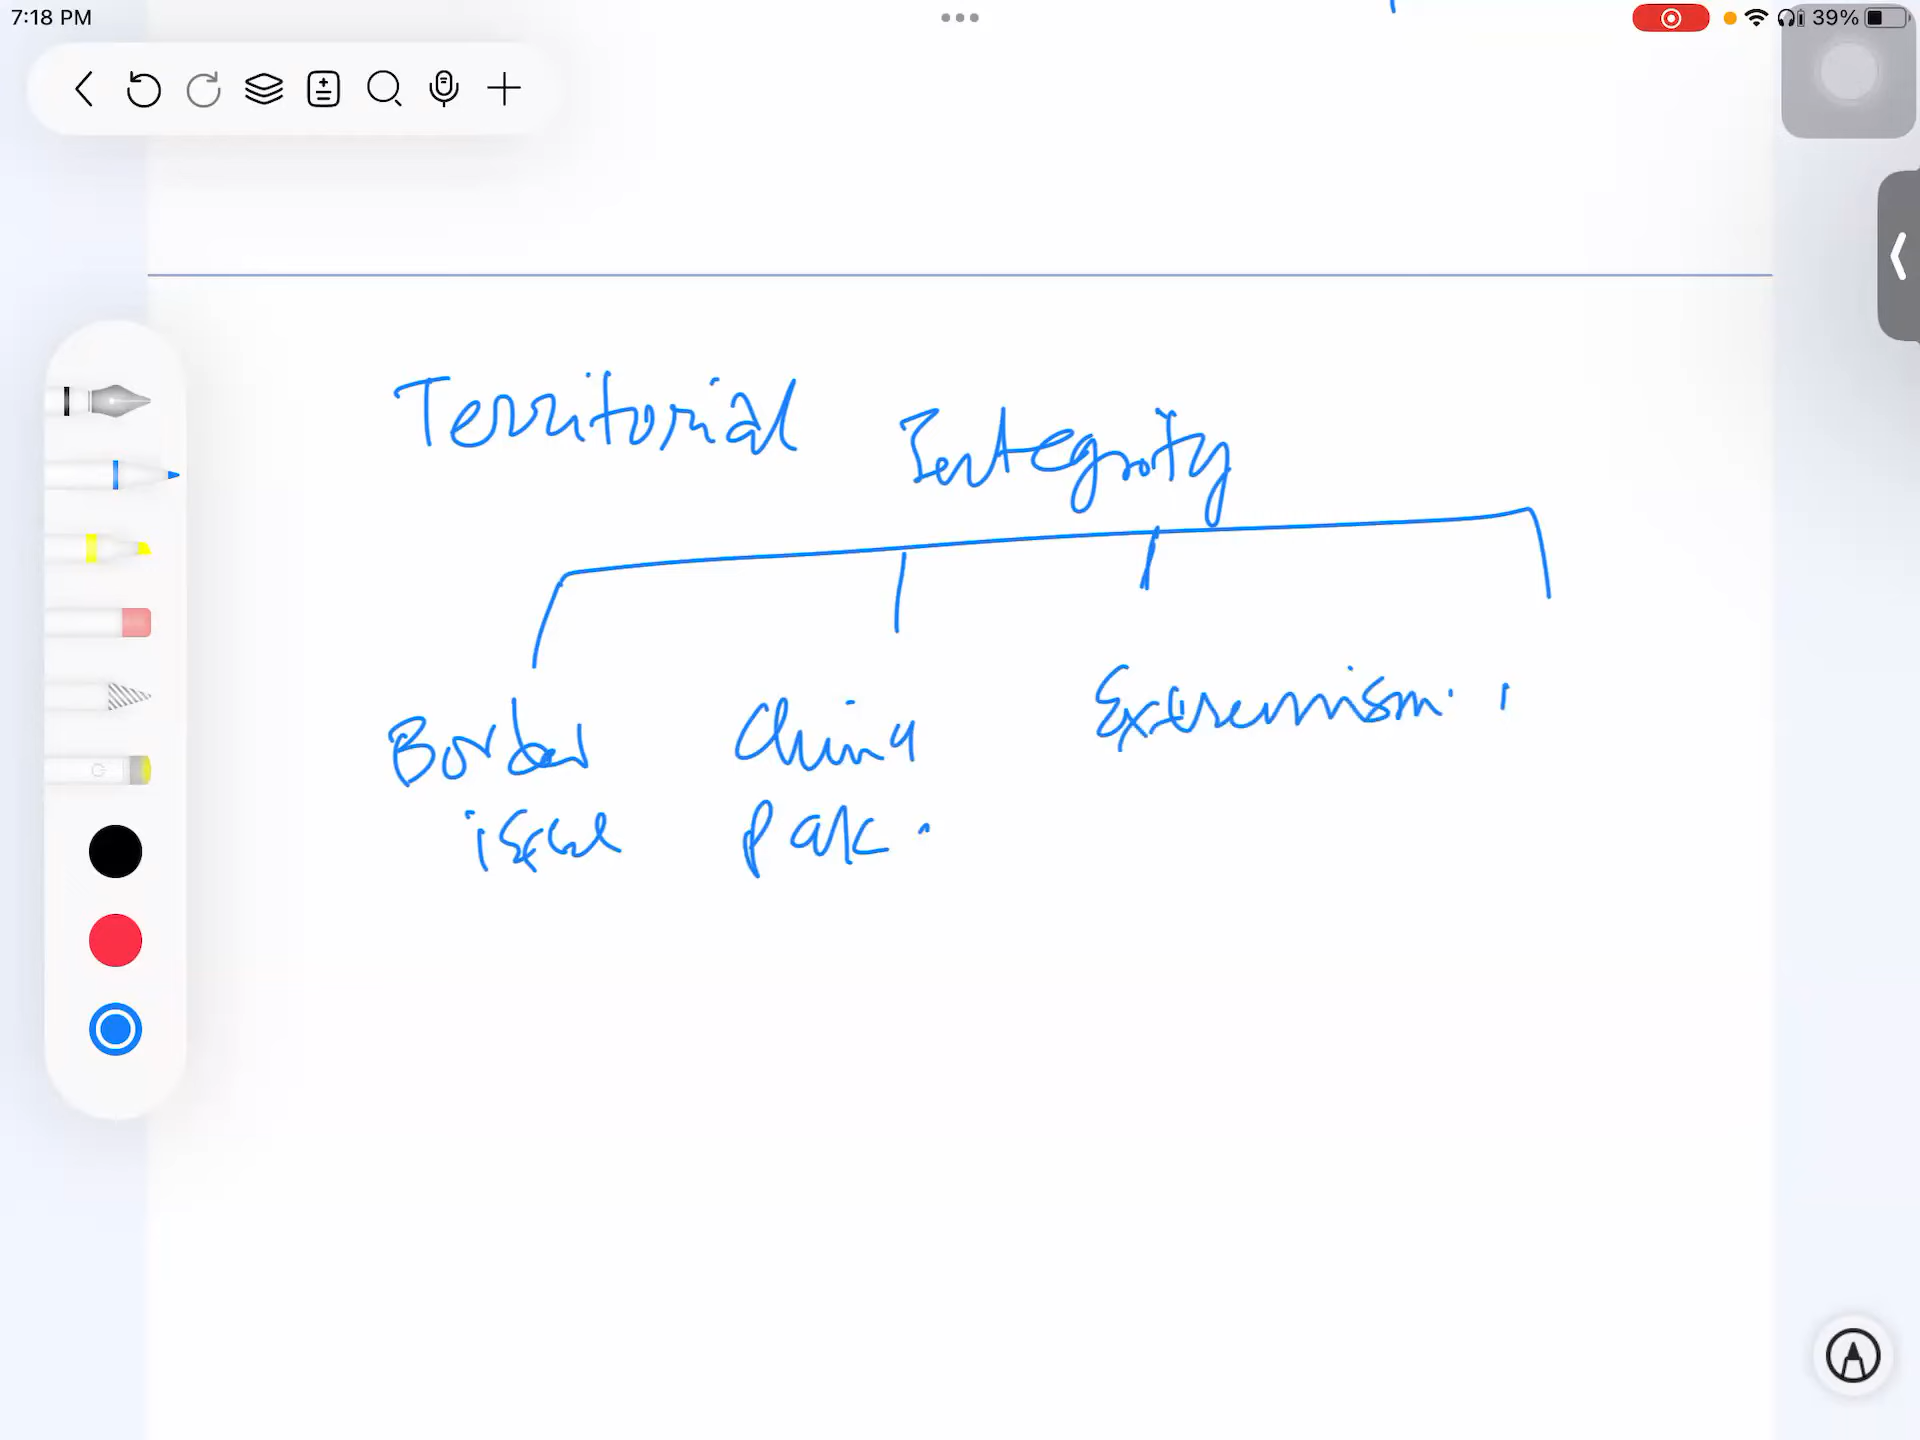 7:18 PM
39%
Territorial Integrity
Border China Extremism.
issue Pak.